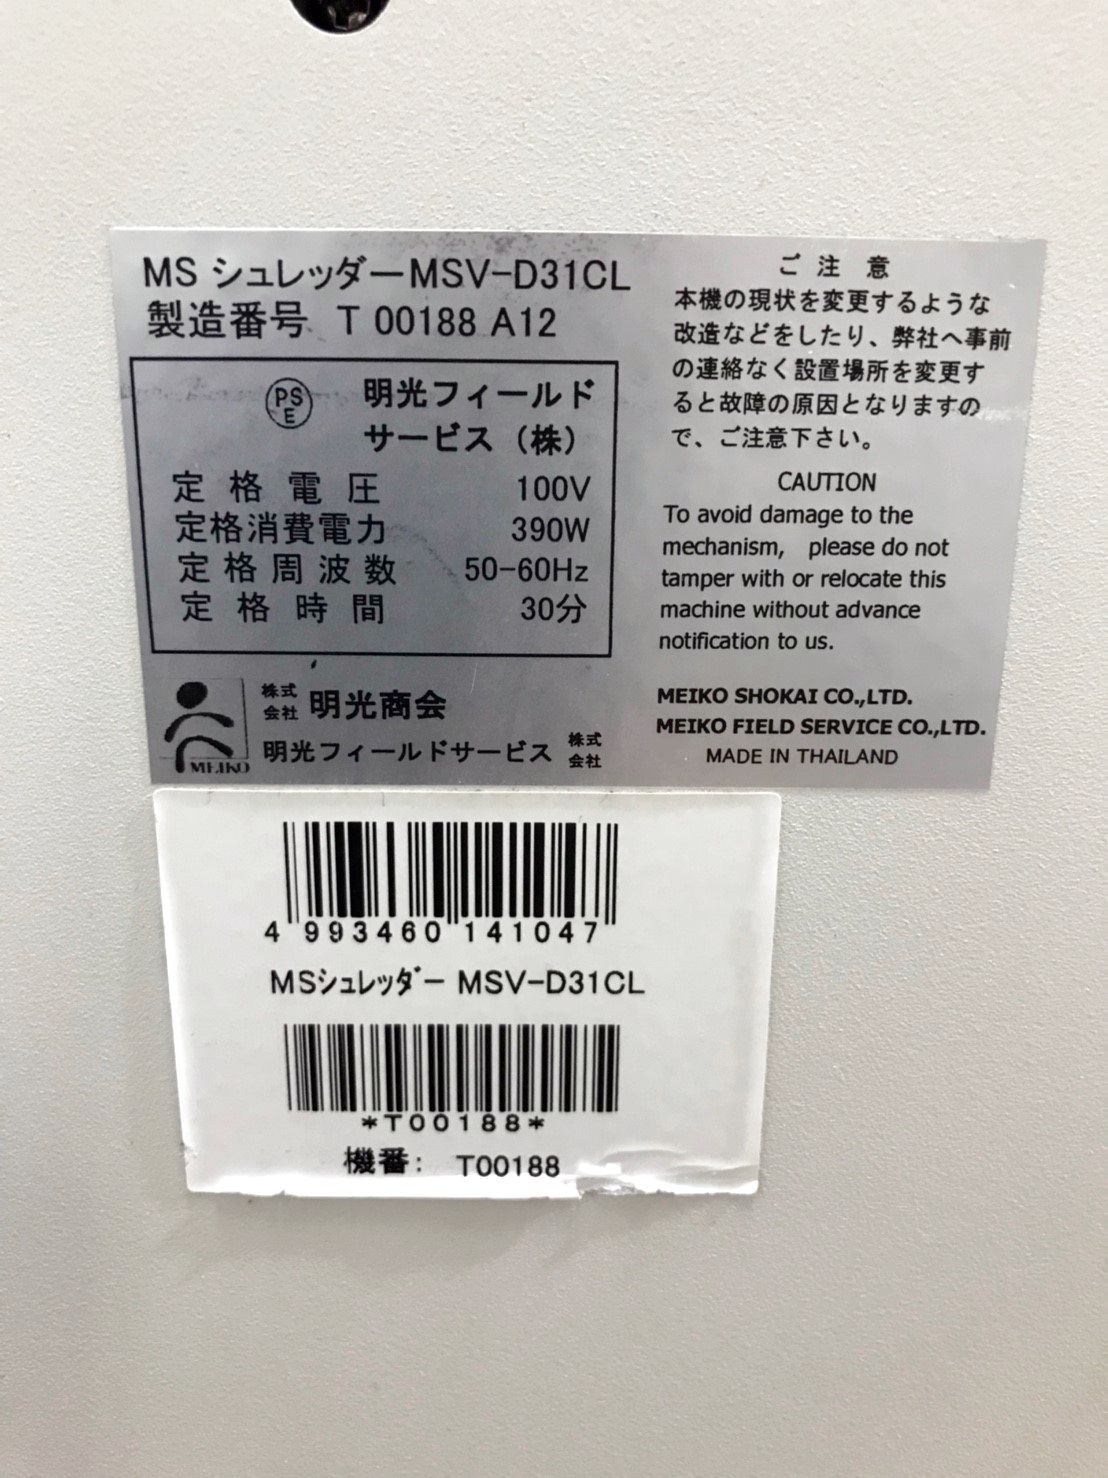 MS シュレッダーMSV-D31CL
製造番号 T 00188 A12
PS
E
明光フィールド
サービス（株）
定格電圧 100V
定格消費電力 390W
定格周波数 50-60Hz
定格時間 30分
株式
会社 明光商会
明光フィールドサービス 株式
会社
MEIKO
ご注意
本機の現状を変更するような
改造などをしたり、弊社へ事前
の連絡なく設置場所を変更す
ると故障の原因となりますの
で、ご注意下さい。
CAUTION
To avoid damage to the
mechanism, please do not
tamper with or relocate this
machine without advance
notification to us.
MEIKO SHOKAI CO.,LTD.
MEIKO FIELD SERVICE CO.,LTD.
MADE IN THAILAND
4 993460 141047
MSシュレッダー MSV-D31CL
*T00188*
機番： T00188